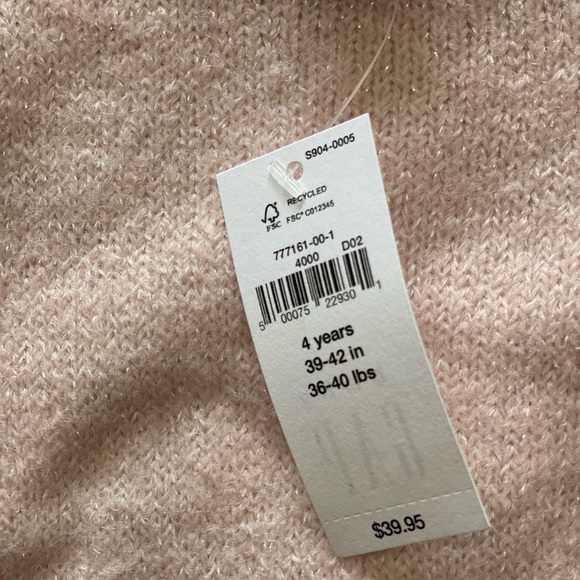 S904-0005
RECYCLED
FSC® C012345
FSC
777161-00-1
4000 D02
5 00075 22930 1
4 years
39-42 in
36-40 lbs
$39.95